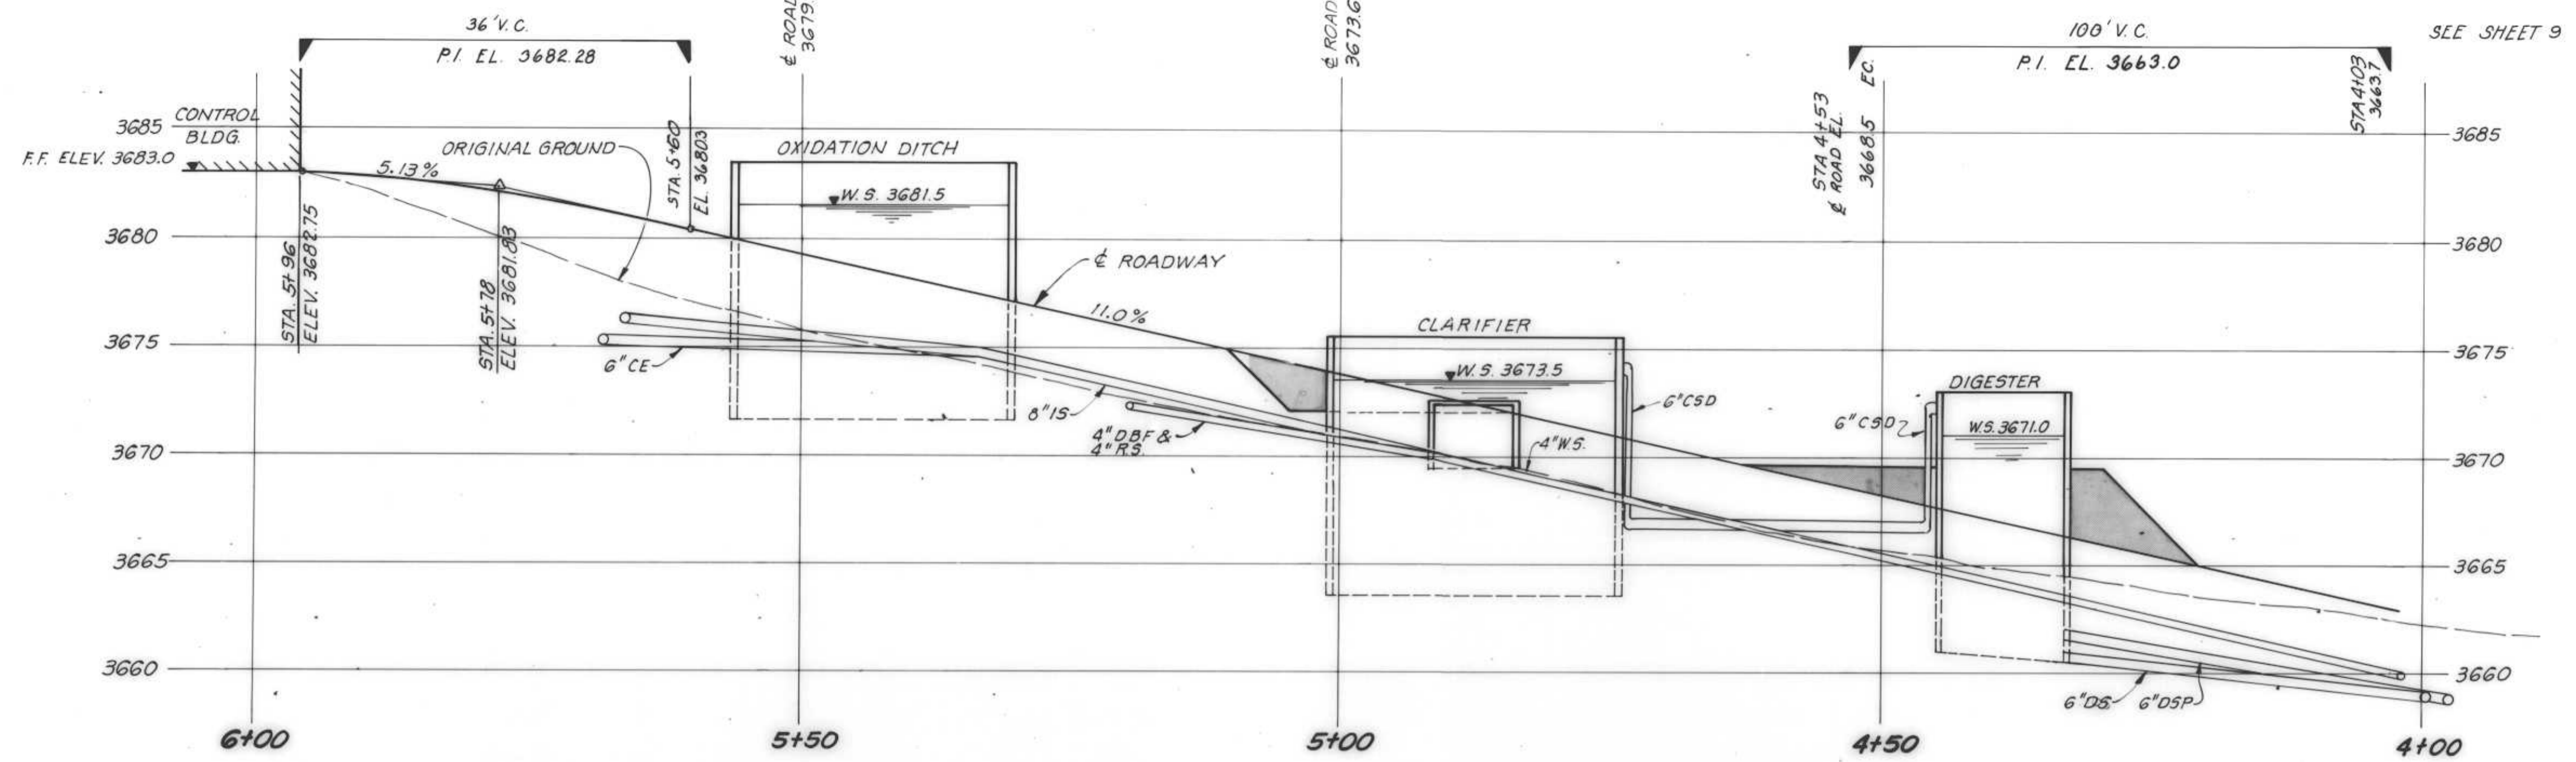 36' V.C.
P.I. EL. 3682.28
₵ ROAD
3679
₵ ROAD
3673.6
100' V.C.
P.I. EL. 3663.0
SEE SHEET 9
STA 4+53 EC.
₵ ROAD EL.
3668.5
STA 4+03
3663.7
3685
CONTROL
BLDG.
F.F. ELEV. 3683.0
5.13%
ORIGINAL GROUND
STA. 5+60
EL. 3680.3
OXIDATION DITCH
W.S. 3681.5
3685
3680
STA. 5+96
ELEV. 3682.75
STA. 5+78
ELEV. 3681.83
₵ ROADWAY
11.0%
3680
3675
6" CE
8" IS
4" DBF &
4" R.S.
CLARIFIER
W.S. 3673.5
4" W.S.
6" CSD
6" CSD
DIGESTER
W.S. 3671.0
3675
3670
3670
3665
3665
3660
6" DS
6" DSP
3660
6+00
5+50
5+00
4+50
4+00